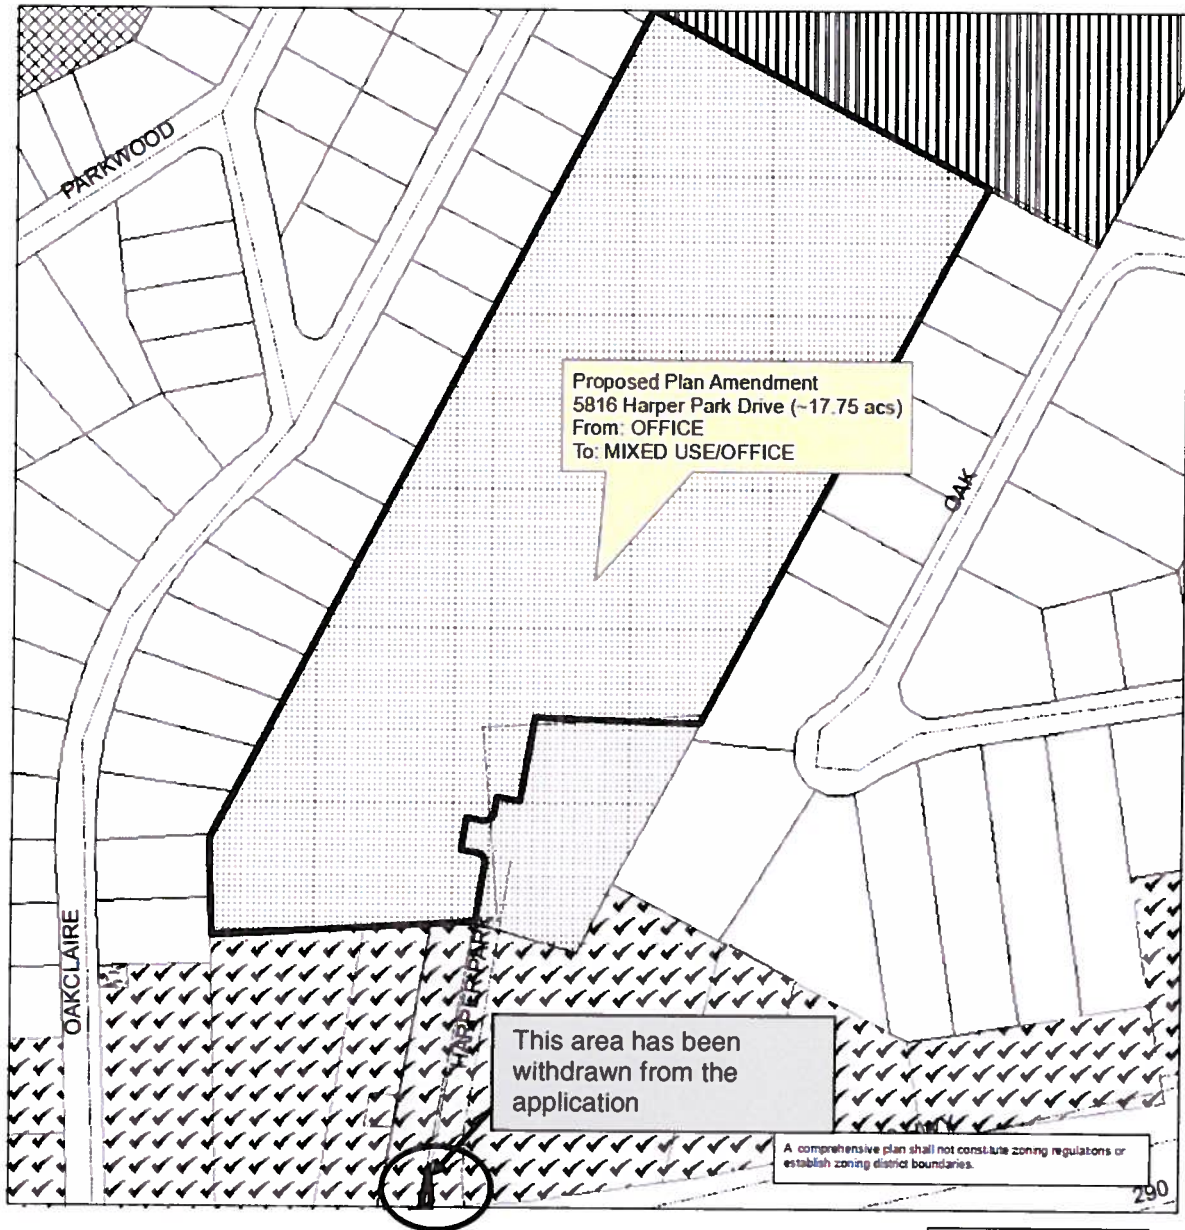 PARKWOOD
Proposed Plan Amendment
5816 Harper Park Drive (~17.75 acs)
From: OFFICE
To: MIXED USE/OFFICE
OAK
OAKCLAIRE
HARPER PARK
This area has been
withdrawn from the
application
A comprehensive plan shall not constitute zoning regulations or
establish zoning district boundaries.
290